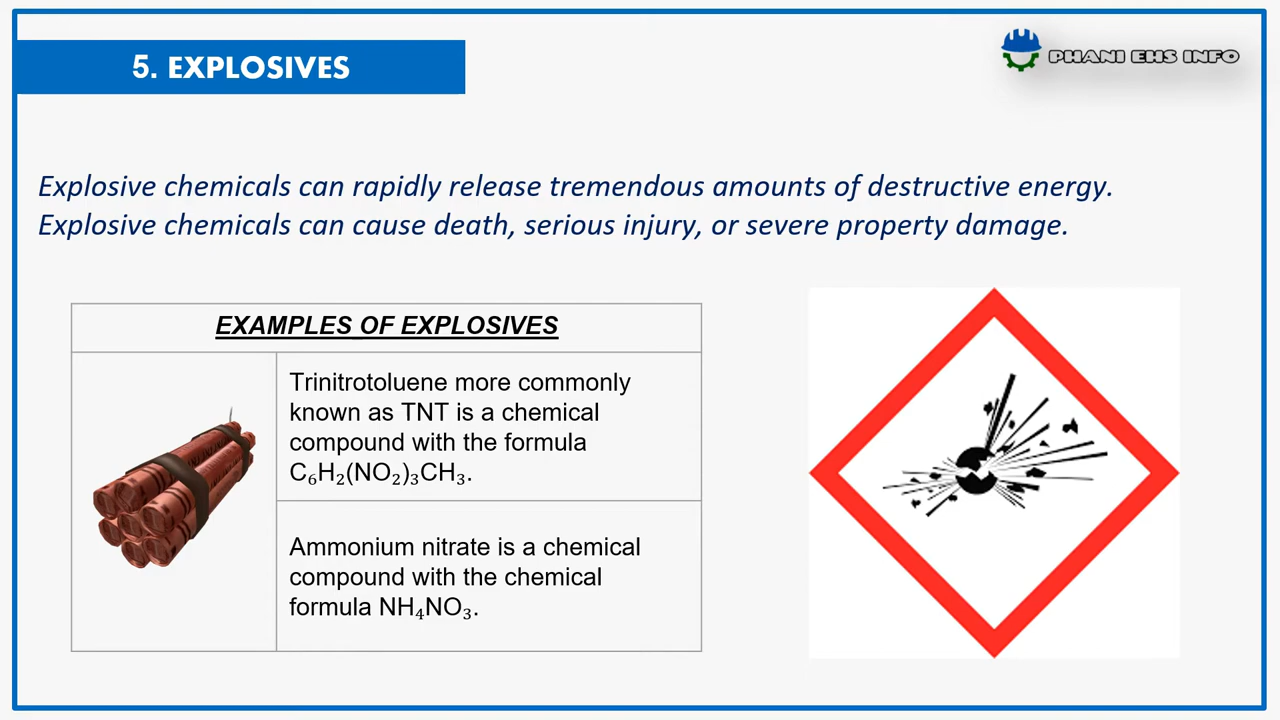 5. EXPLOSIVES
PHANI EHS INFO
Explosive chemicals can rapidly release tremendous amounts of destructive energy.
Explosive chemicals can cause death, serious injury, or severe property damage.
EXAMPLES OF EXPLOSIVES
Trinitrotoluene more commonly
known as TNT is a chemical
compound with the formula
C₆H₂(NO₂)₃CH₃.
Ammonium nitrate is a chemical
compound with the chemical
formula NH₄NO₃.